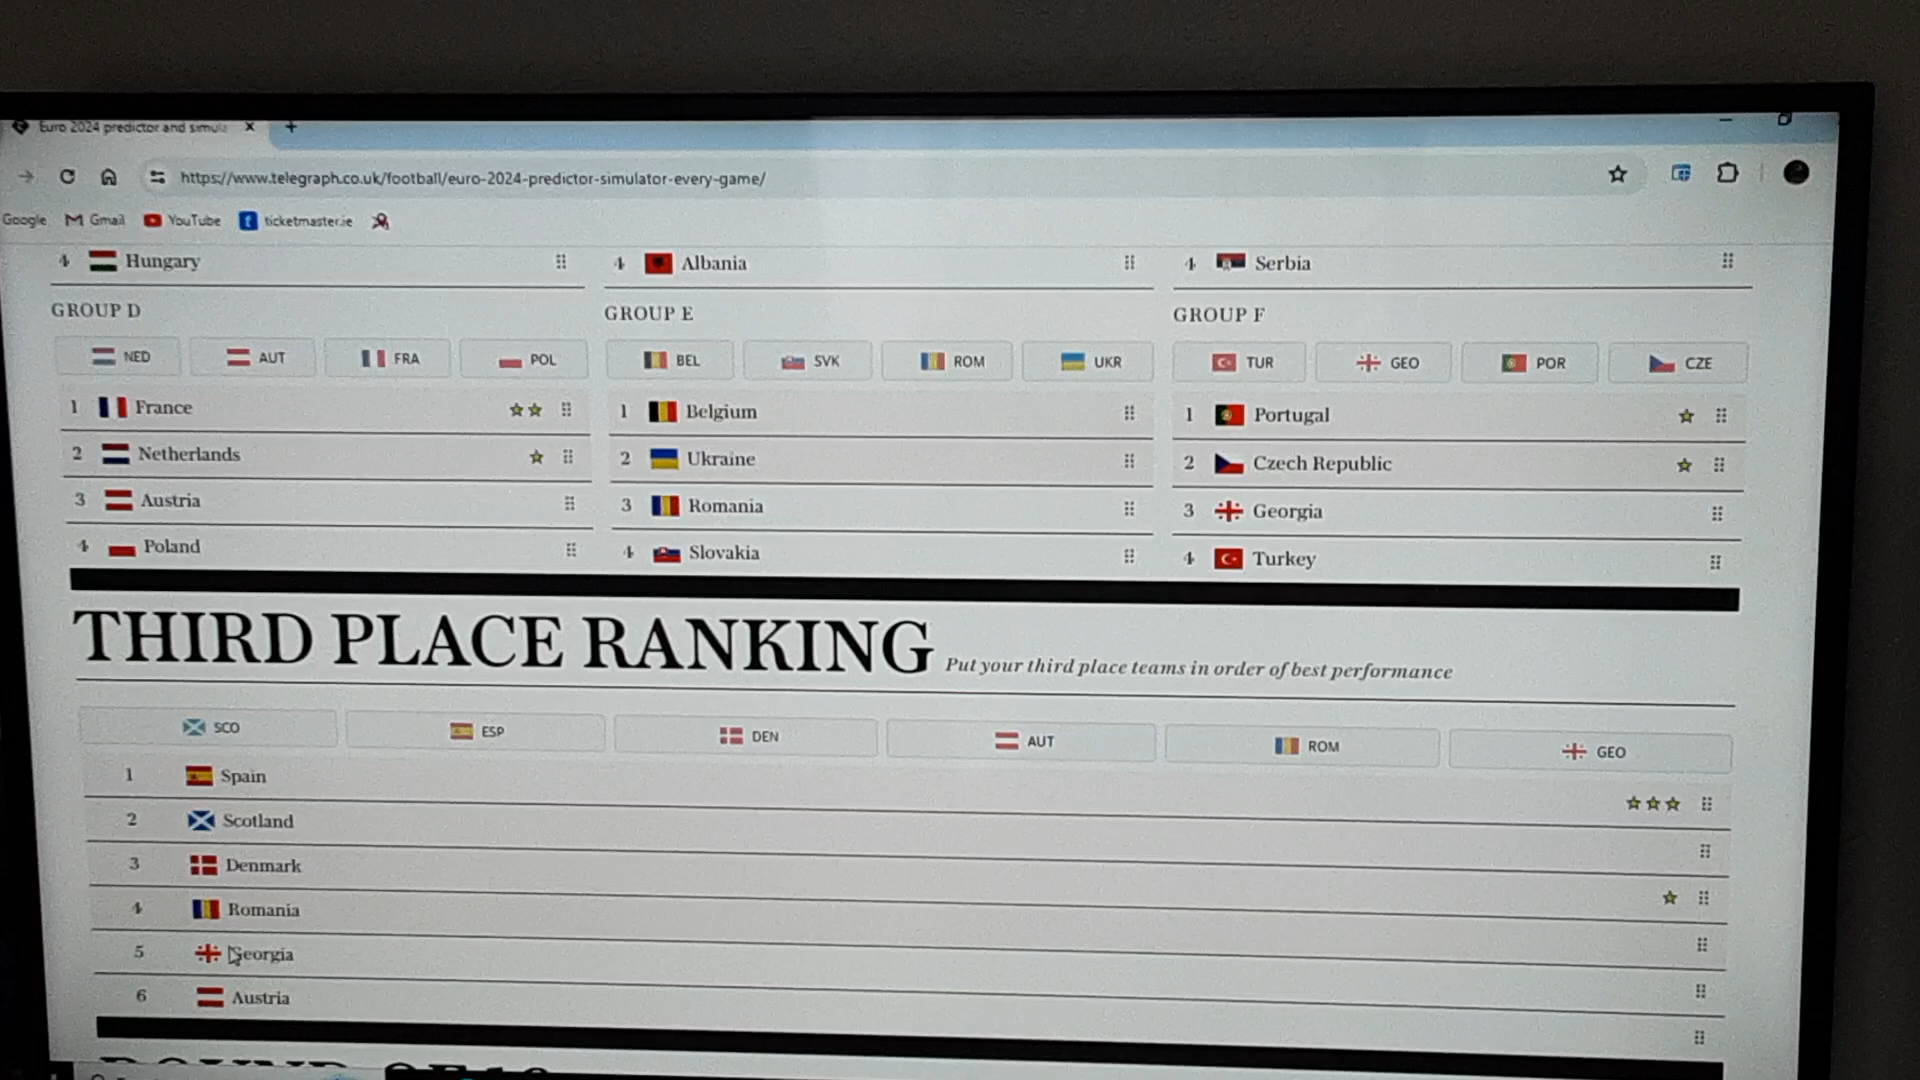 Euro 2024 predictor and simula
https://www.telegraph.co.uk/football/euro-2024-predictor-simulator-every-game/
Google Gmail YouTube ticketmaster.ie
4 Hungary 4 Albania 4 Serbia
GROUP D GROUP E GROUP F
NED AUT FRA POL BEL SVK ROM UKR TUR GEO POR CZE
1 France 1 Belgium 1 Portugal
2 Netherlands 2 Ukraine 2 Czech Republic
3 Austria 3 Romania 3 Georgia
4 Poland 4 Slovakia 4 Turkey
THIRD PLACE RANKING Put your third place teams in order of best performance
SCO ESP DEN AUT ROM GEO
1 Spain
2 Scotland
3 Denmark
4 Romania
5 Georgia
6 Austria